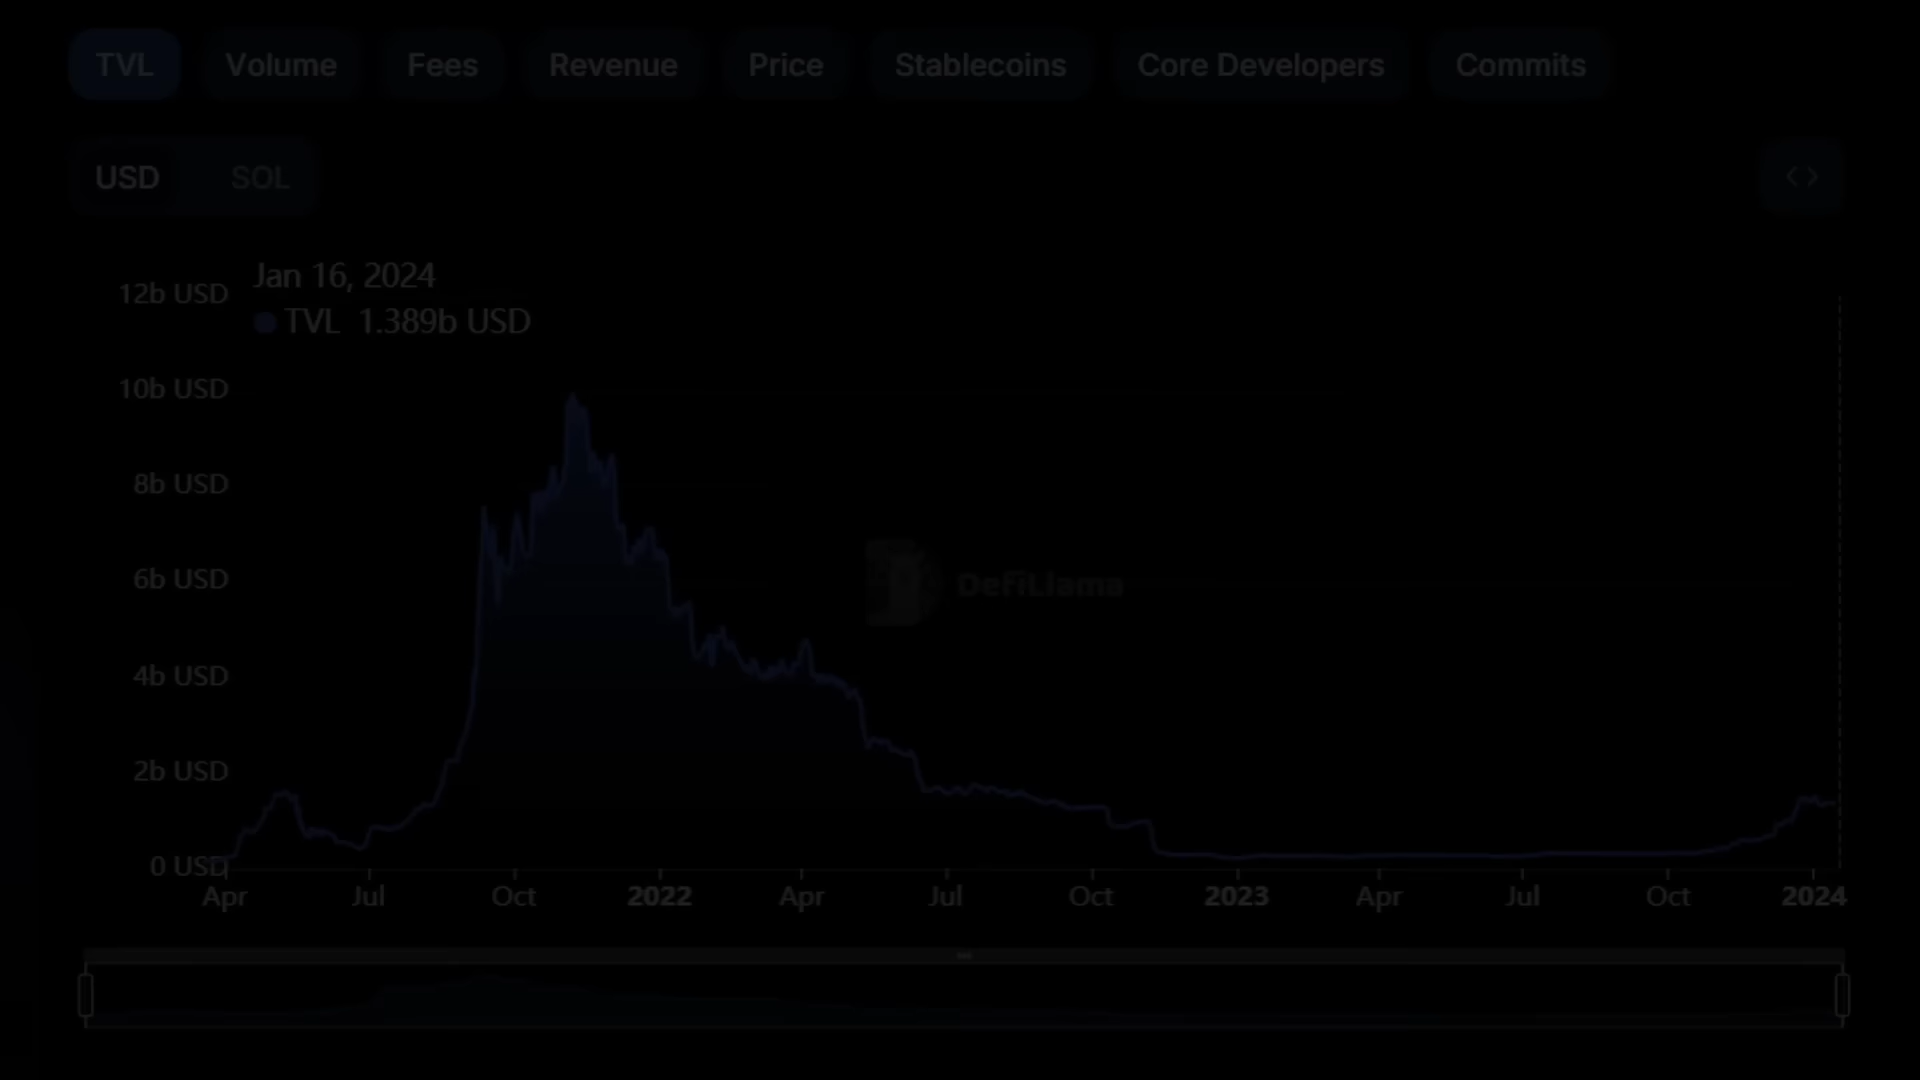 TVL Volume Fees Revenue Price Stablecoins Core Developers Commits
USD SOL
Jan 16, 2024
12b USD
TVL 1.389b USD
10b USD
8b USD
6b USD
DeFiLlama
4b USD
2b USD
0 USD
Apr Jul Oct 2022 Apr Jul Oct 2023 Apr Jul Oct 2024